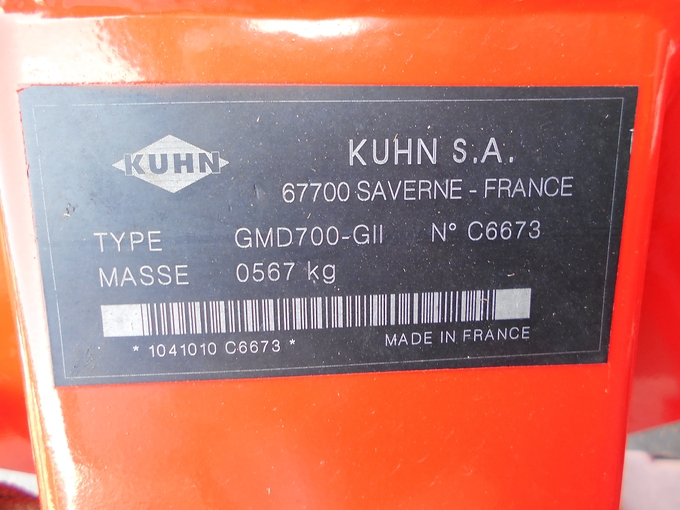 KUHN
KUHN S.A.
67700 SAVERNE - FRANCE
TYPE GMD700-GII N° C6673
MASSE 0567 kg
* 1041010 C6673 *
MADE IN FRANCE